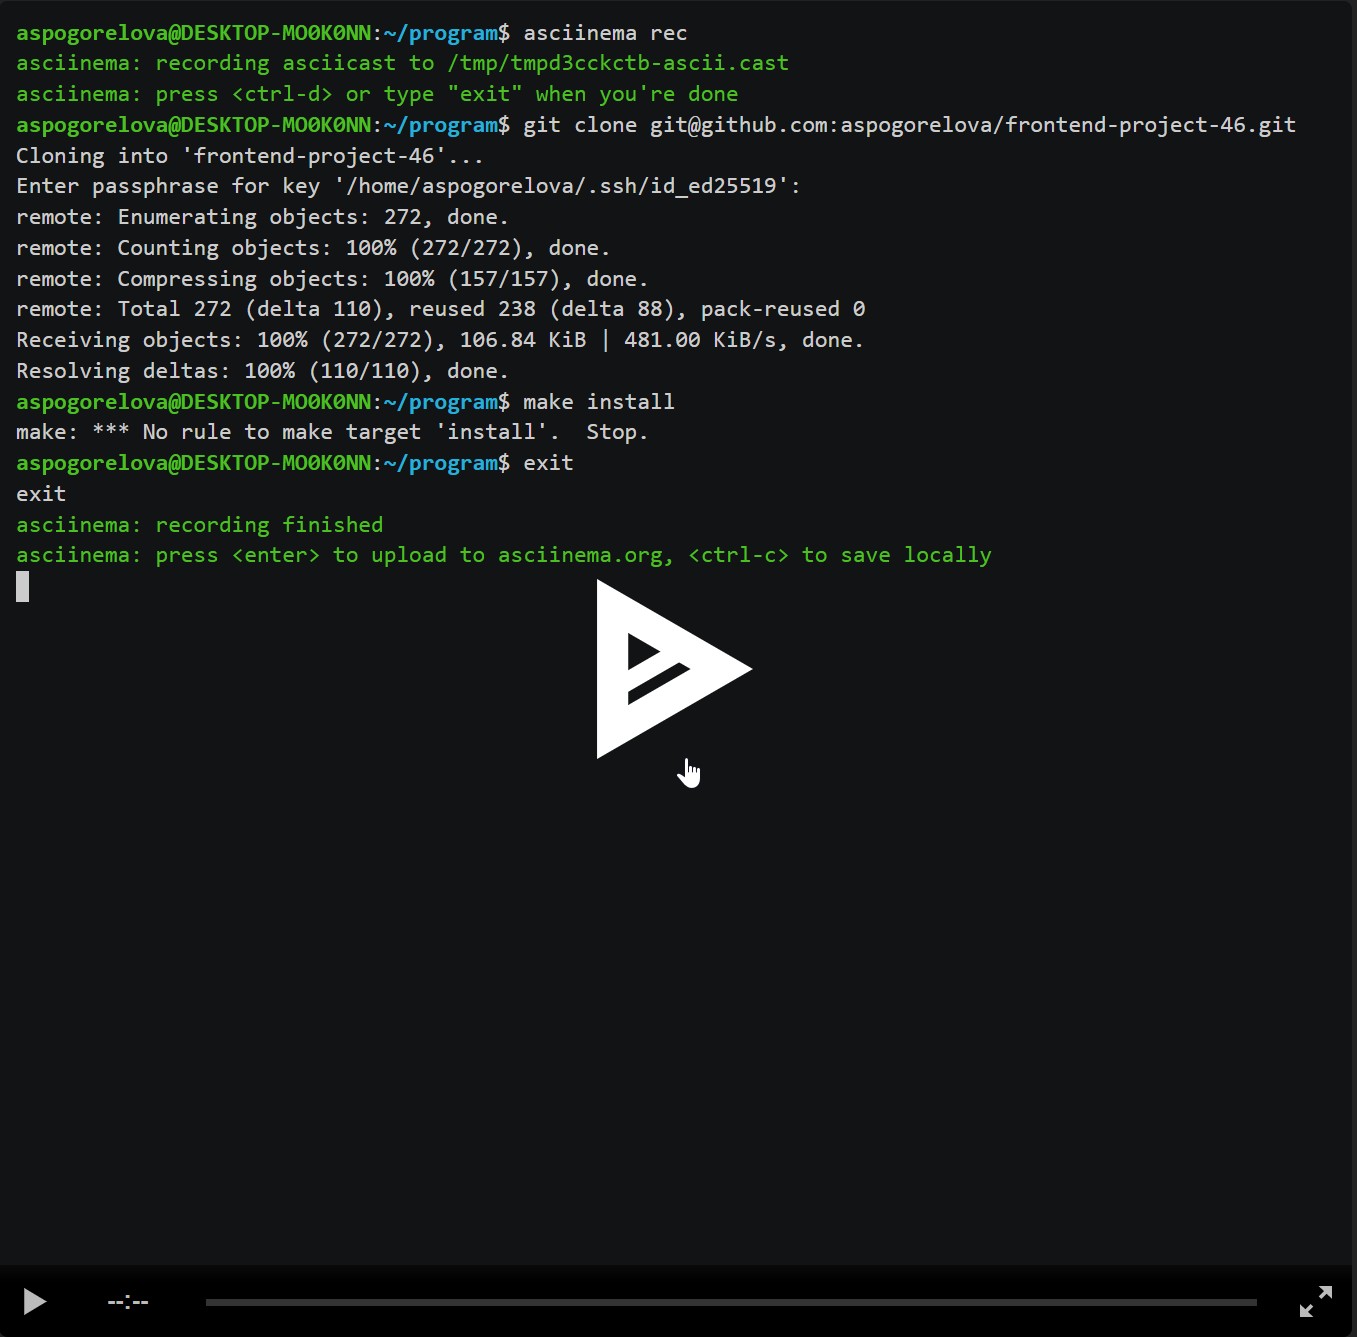 aspogorelova@DESKTOP-MO0K0NN:~/program$ asciinema rec
asciinema: recording asciicast to /tmp/tmpd3cckctb-ascii.cast
asciinema: press <ctrl-d> or type "exit" when you're done
aspogorelova@DESKTOP-MO0K0NN:~/program$ git clone git@github.com:aspogorelova/frontend-project-46.git
Cloning into 'frontend-project-46'...
Enter passphrase for key '/home/aspogorelova/.ssh/id_ed25519':
remote: Enumerating objects: 272, done.
remote: Counting objects: 100% (272/272), done.
remote: Compressing objects: 100% (157/157), done.
remote: Total 272 (delta 110), reused 238 (delta 88), pack-reused 0
Receiving objects: 100% (272/272), 106.84 KiB | 481.00 KiB/s, done.
Resolving deltas: 100% (110/110), done.
aspogorelova@DESKTOP-MO0K0NN:~/program$ make install
make: *** No rule to make target 'install'.  Stop.
aspogorelova@DESKTOP-MO0K0NN:~/program$ exit
exit
asciinema: recording finished
asciinema: press <enter> to upload to asciinema.org, <ctrl-c> to save locally
--:--